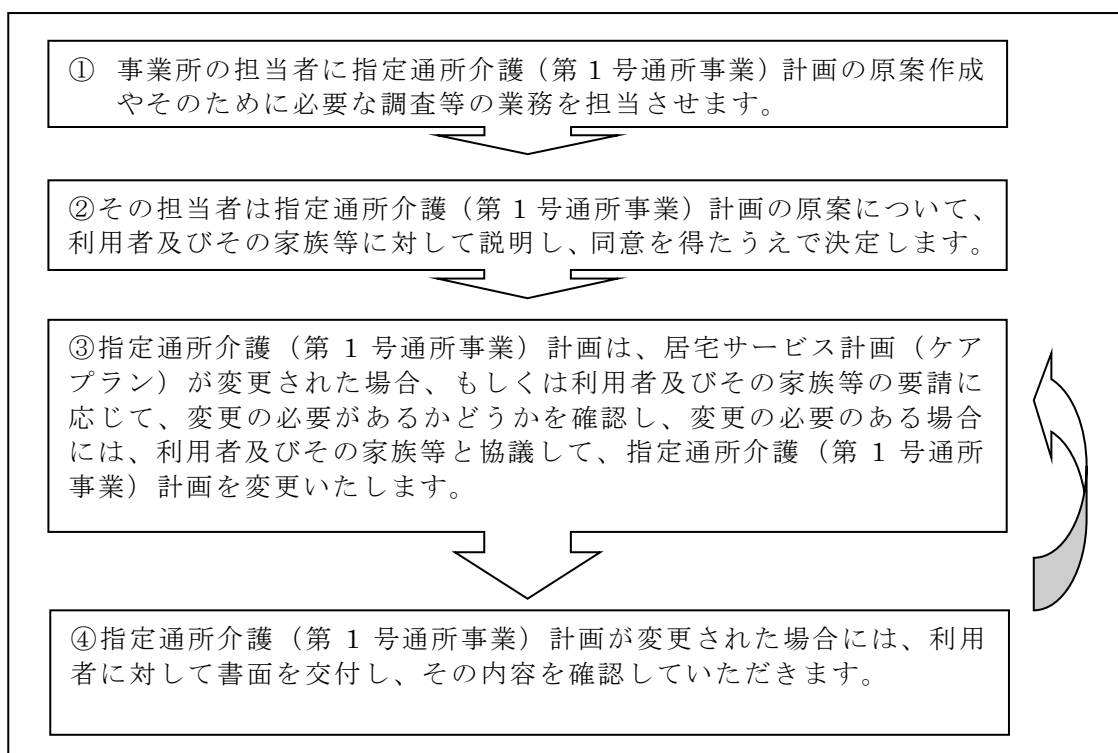 ① 事業所の担当者に指定通所介護（第１号通所事業）計画の原案作成
やそのために必要な調査等の業務を担当させます。
②その担当者は指定通所介護（第１号通所事業）計画の原案について、
利用者及びその家族等に対して説明し、同意を得たうえで決定します。
③指定通所介護（第 1 号通所事業）計画は、居宅サービス計画（ケア
プラン）が変更された場合、もしくは利用者及びその家族等の要請に
応じて、変更の必要があるかどうかを確認し、変更の必要のある場合
には、利用者及びその家族等と協議して、指定通所介護（第 1 号通所
事業）計画を変更いたします。
④指定通所介護（第 1 号通所事業）計画が変更された場合には、利用
者に対して書面を交付し、その内容を確認していただきます。